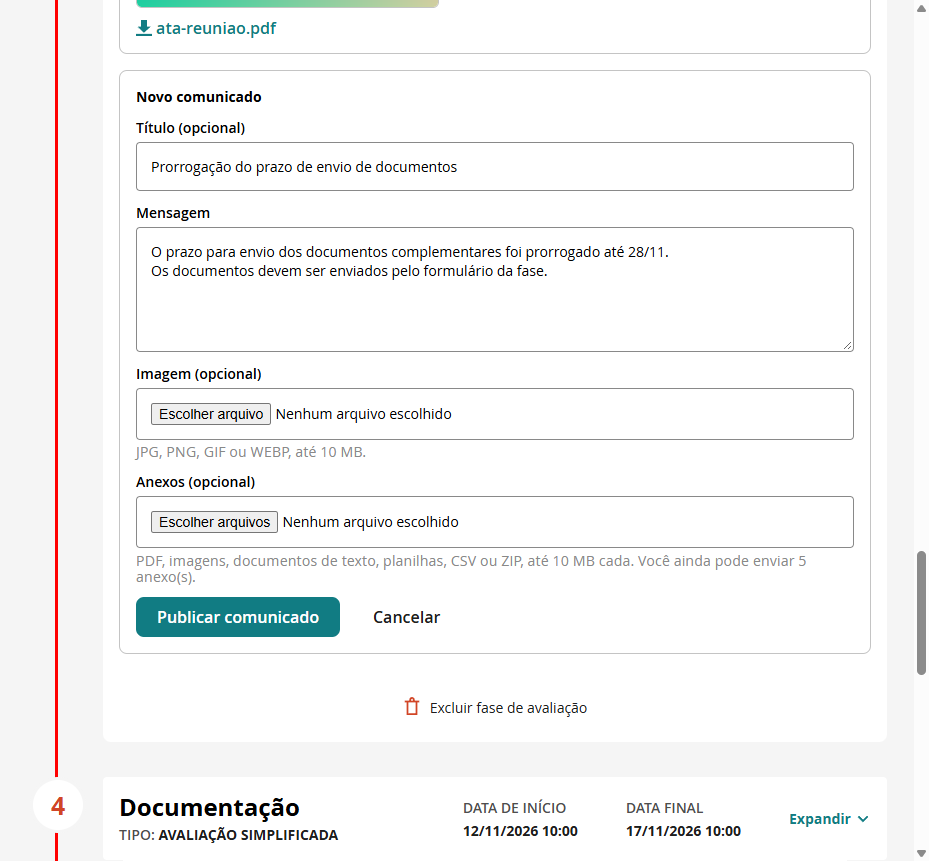 ata-reuniao.pdf
Novo comunicado
Título (opcional)
Prorrogação do prazo de envio de documentos
Mensagem
O prazo para envio dos documentos complementares foi prorrogado até 28/11.
Os documentos devem ser enviados pelo formulário da fase.
Imagem (opcional)
Escolher arquivo Nenhum arquivo escolhido
JPG, PNG, GIF ou WEBP, até 10 MB.
Anexos (opcional)
Escolher arquivos Nenhum arquivo escolhido
PDF, imagens, documentos de texto, planilhas, CSV ou ZIP, até 10 MB cada. Você ainda pode enviar 5
anexo(s).
Publicar comunicado Cancelar
Excluir fase de avaliação
4
Documentação
TIPO: AVALIAÇÃO SIMPLIFICADA
DATA DE INÍCIO
12/11/2026 10:00
DATA FINAL
17/11/2026 10:00
Expandir